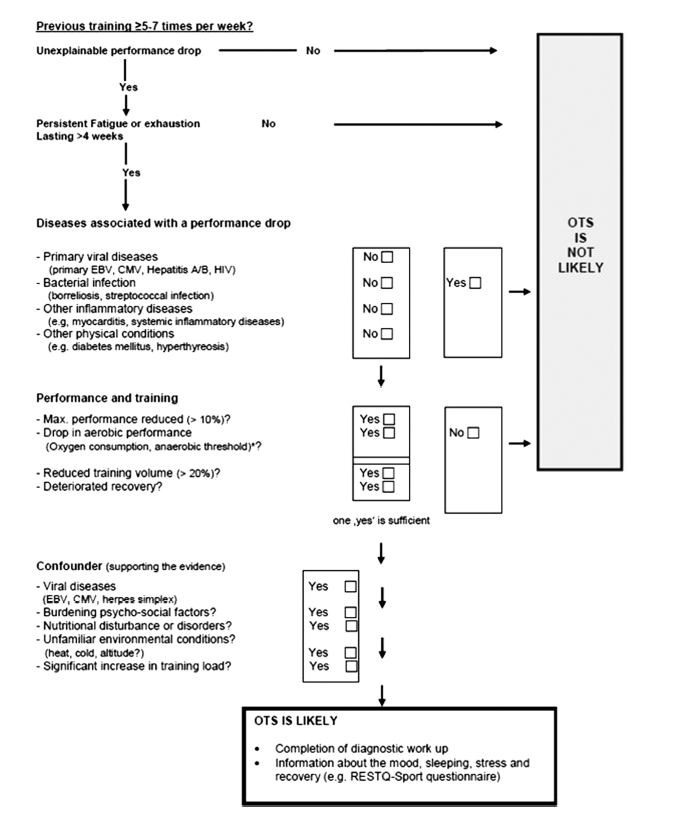 Previous training ≥5-7 times per week?
Unexplainable performance drop No
Yes
Persistent Fatigue or exhaustion No
Lasting >4 weeks
Yes
OTS
IS
NOT
LIKELY
Diseases associated with a performance drop
- Primary viral diseases No
(primary EBV, CMV, Hepatitis A/B, HIV)
- Bacterial infection No Yes
(borreliosis, streptococcal infection)
- Other inflammatory diseases No
(e.g, myocarditis, systemic inflammatory diseases)
- Other physical conditions No
(e.g. diabetes mellitus, hyperthyreosis)
Performance and training
- Max. performance reduced (> 10%)? Yes
- Drop in aerobic performance Yes No
(Oxygen consumption, anaerobic threshold)*?
- Reduced training volume (> 20%)? Yes
- Deteriorated recovery? Yes
one ‚yes' is sufficient
Confounder (supporting the evidence)
- Viral diseases Yes
(EBV, CMV, herpes simplex)
- Burdening psycho-social factors? Yes
- Nutritional disturbance or disorders? Yes
- Unfamiliar environmental conditions?
(heat, cold, altitude?) Yes
- Significant increase in training load? Yes
OTS IS LIKELY
• Completion of diagnostic work up
• Information about the mood, sleeping, stress and
recovery (e.g. RESTQ-Sport questionnaire)